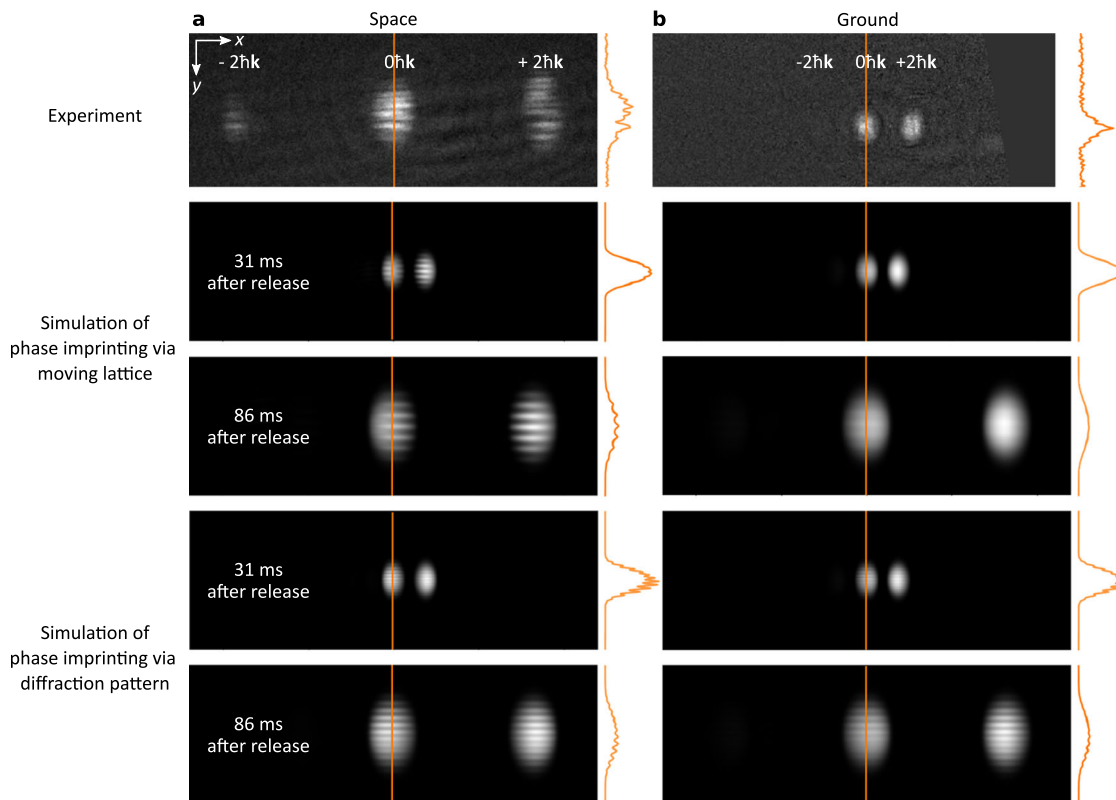 a
Space
b
Ground
x
y
- 2ħk
0ħk
+ 2ħk
-2ħk
0ħk
+2ħk
Experiment
31 ms
after release
Simulation of
phase imprinting via
moving lattice
86 ms
after release
31 ms
after release
Simulation of
phase imprinting via
diffraction pattern
86 ms
after release